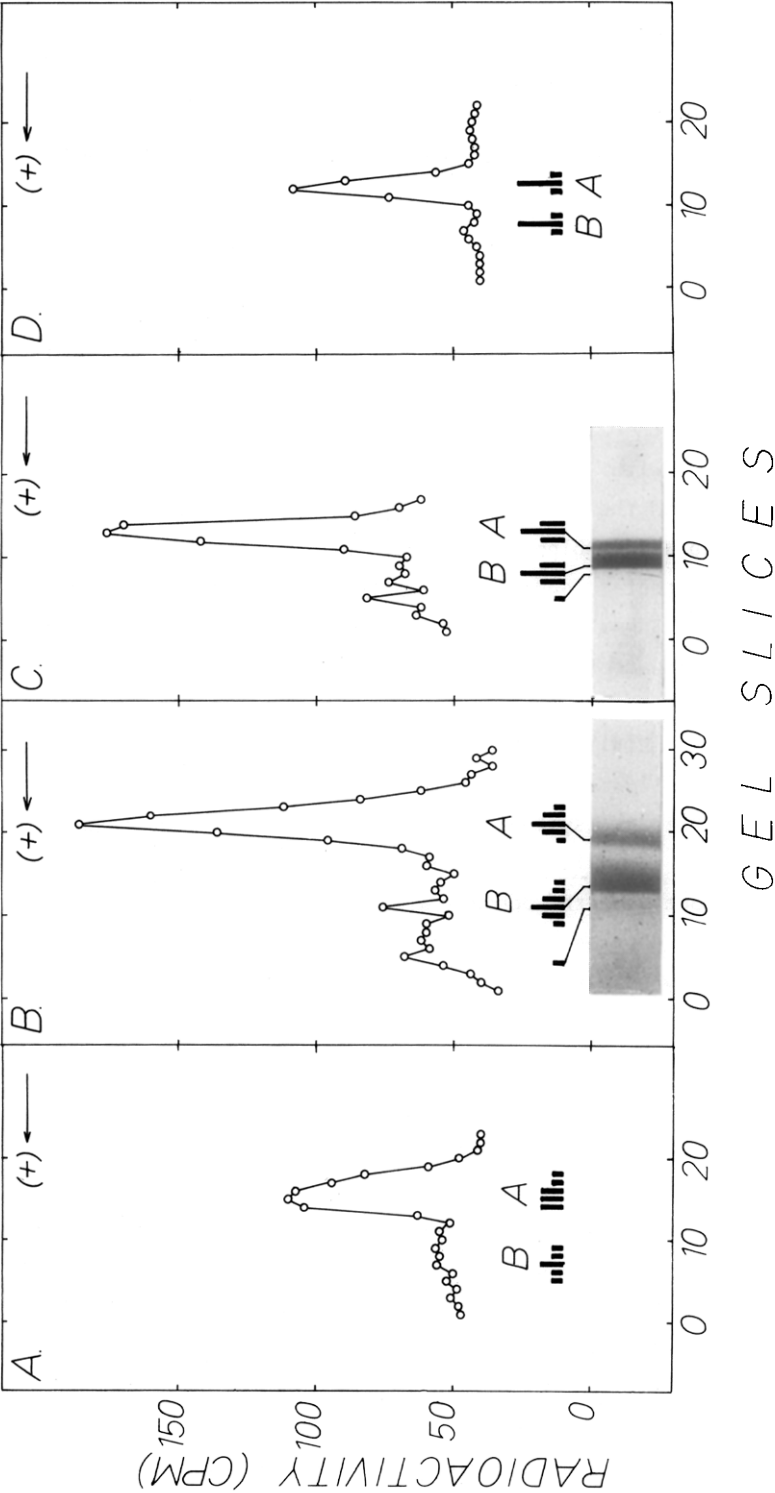 A.
(+)
B
A
0 10 20
B.
(+)
B
A
0 10 20 30
C.
(+)
B
A
0 10 20
D.
(+)
B
A
0 10 20
150
100
50
0
RADIOACTIVITY (CPM)
GEL SLICES